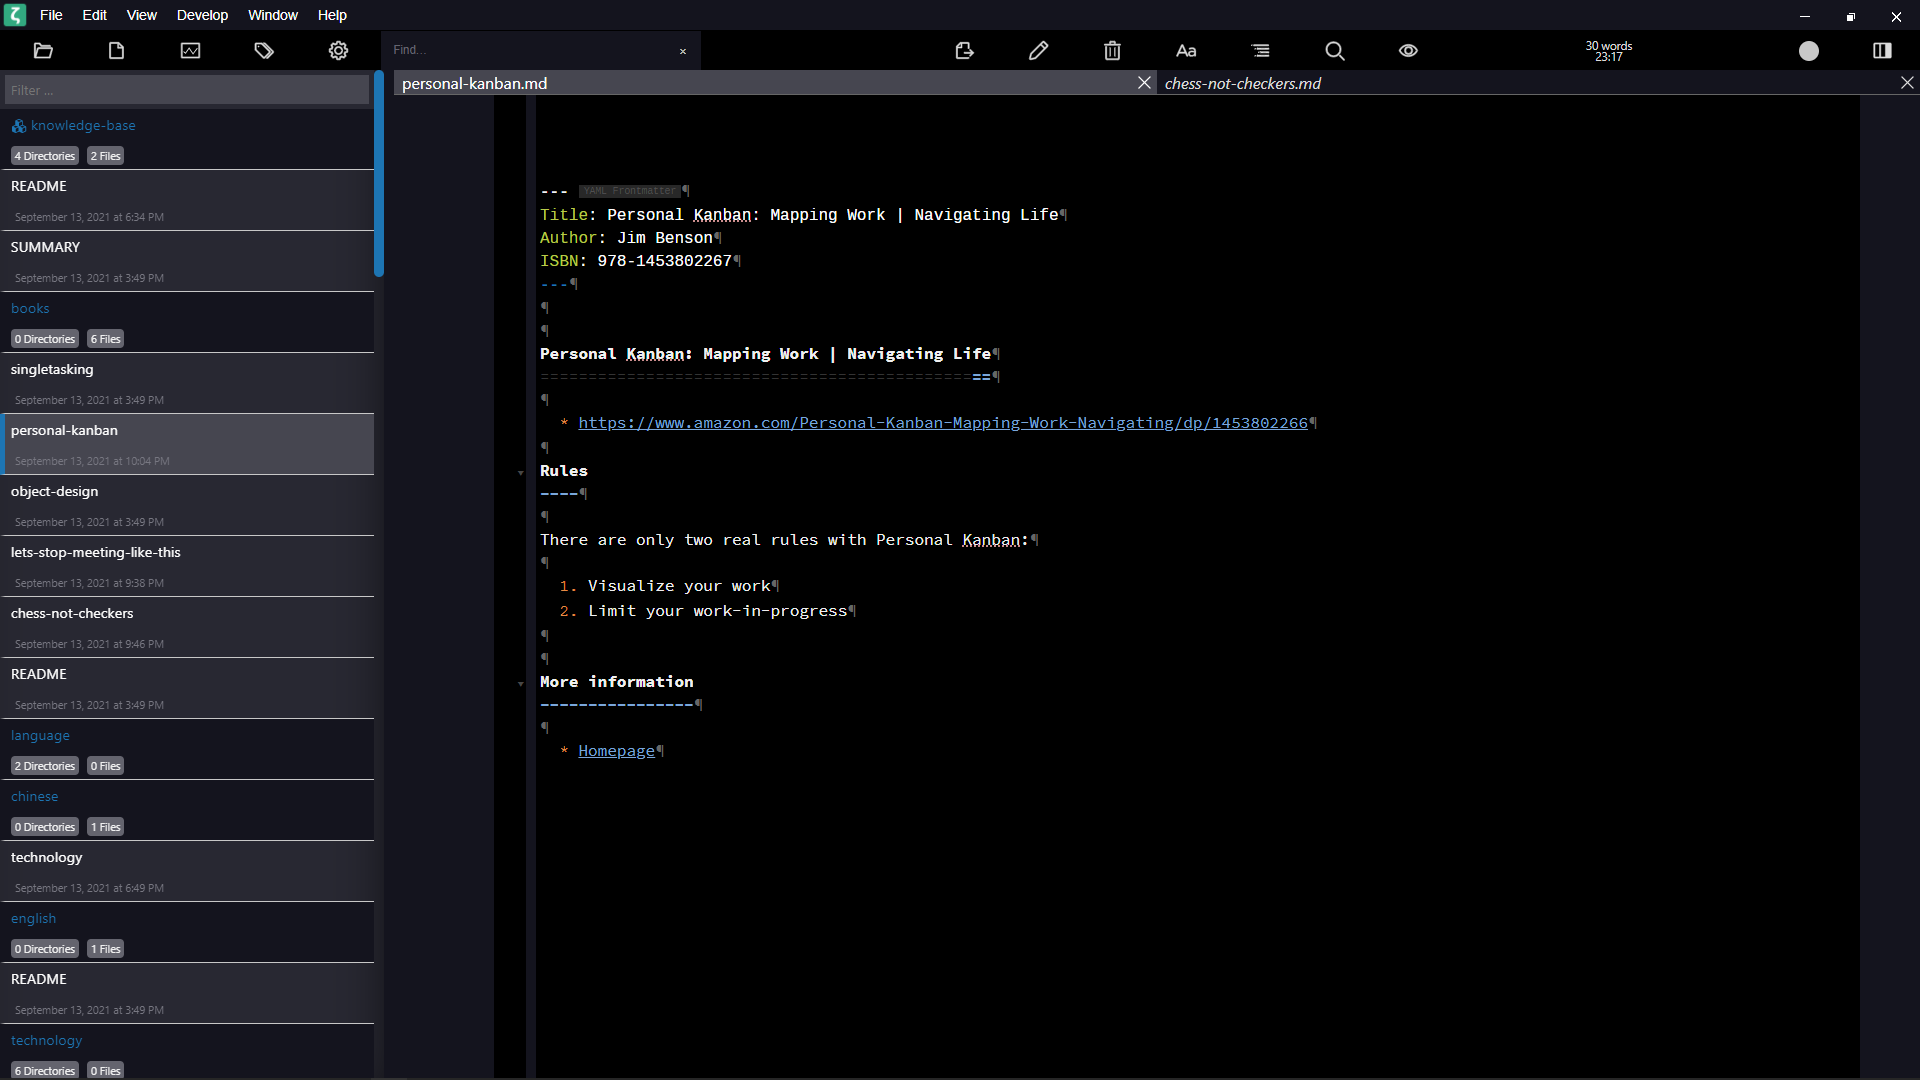 File Edit View Develop Window Help
Find... ×
30 words
23:17
Filter ...
knowledge-base
4 Directories 2 Files
README
September 13, 2021 at 6:34 PM
SUMMARY
September 13, 2021 at 3:49 PM
books
0 Directories 6 Files
singletasking
September 13, 2021 at 3:49 PM
personal-kanban
September 13, 2021 at 10:04 PM
object-design
September 13, 2021 at 3:49 PM
lets-stop-meeting-like-this
September 13, 2021 at 9:38 PM
chess-not-checkers
September 13, 2021 at 9:46 PM
README
September 13, 2021 at 3:49 PM
language
2 Directories 0 Files
chinese
0 Directories 1 Files
technology
September 13, 2021 at 6:49 PM
english
0 Directories 1 Files
README
September 13, 2021 at 3:49 PM
technology
6 Directories 0 Files
personal-kanban.md
chess-not-checkers.md
--- YAML Frontmatter¶
Title: Personal Kanban: Mapping Work | Navigating Life¶
Author: Jim Benson¶
ISBN: 978-1453802267¶
---¶
¶
¶
Personal Kanban: Mapping Work | Navigating Life¶
===============================================¶
¶
* https://www.amazon.com/Personal-Kanban-Mapping-Work-Navigating/dp/1453802266¶
¶
Rules
----¶
¶
There are only two real rules with Personal Kanban:¶
¶
1. Visualize your work¶
2. Limit your work-in-progress¶
¶
¶
More information
----------------¶
¶
* Homepage¶